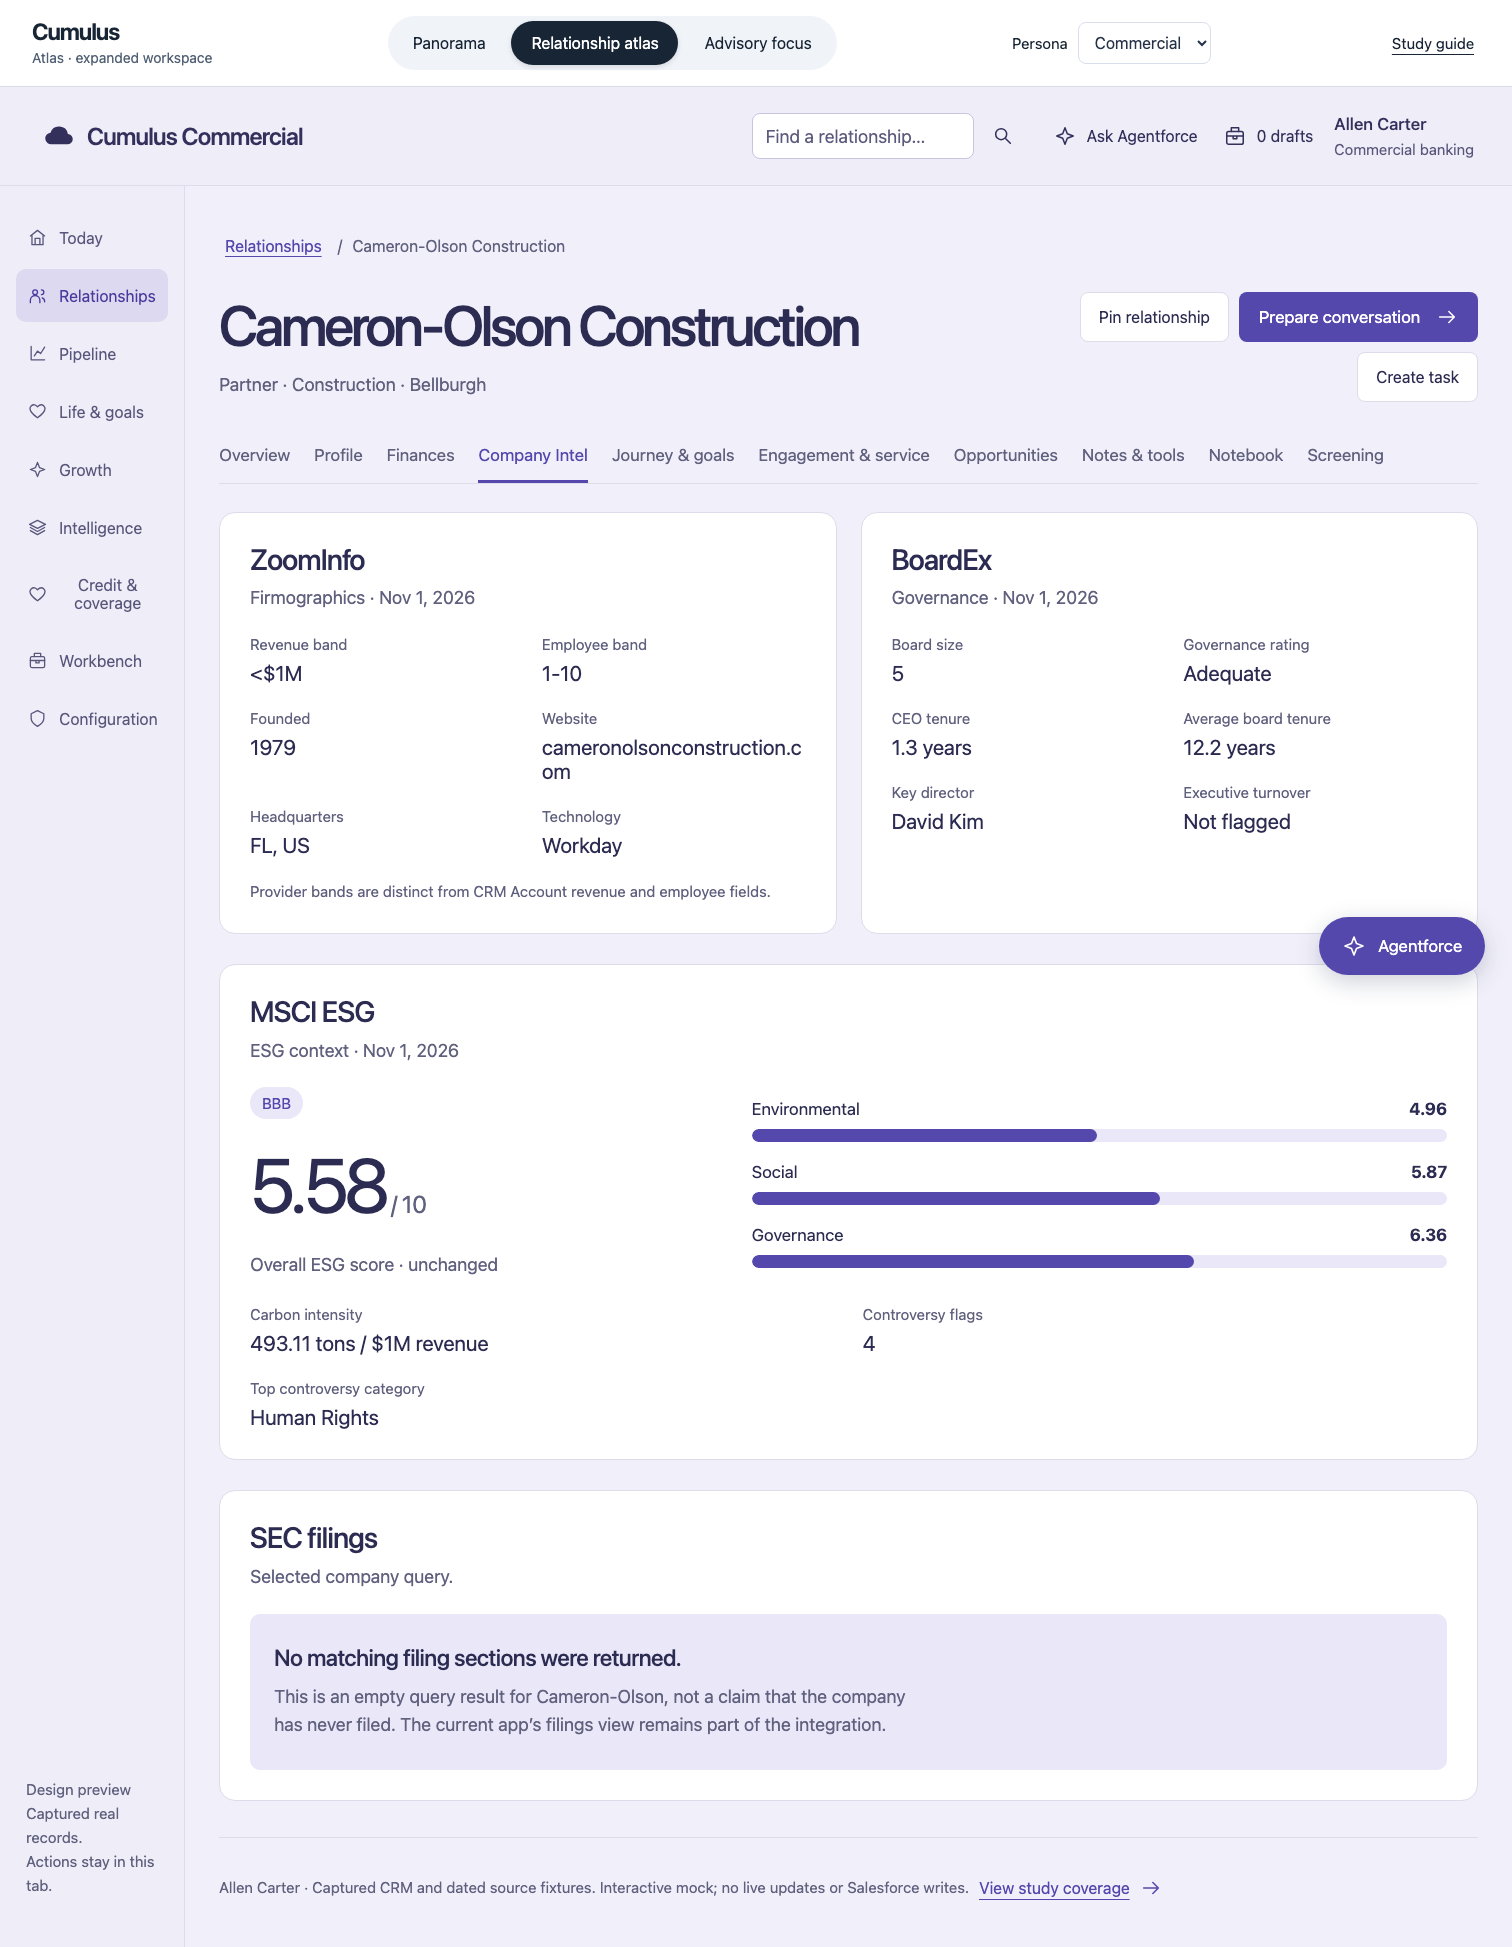 Cumulus
Atlas · expanded workspace
Panorama
Relationship atlas
Advisory focus
Persona
Commercial
Study guide
Cumulus Commercial
Find a relationship...
Ask Agentforce
0 drafts
Allen Carter
Commercial banking
Today
Relationships
Pipeline
Life & goals
Growth
Intelligence
Credit &
coverage
Workbench
Configuration
Relationships / Cameron-Olson Construction
Cameron-Olson Construction
Partner · Construction · Bellburgh
Pin relationship
Prepare conversation
Create task
Overview
Profile
Finances
Company Intel
Journey & goals
Engagement & service
Opportunities
Notes & tools
Notebook
Screening
ZoomInfo
Firmographics · Nov 1, 2026
Revenue band
<$1M
Employee band
1-10
Founded
1979
Website
cameronolsonconstruction.c
om
Headquarters
FL, US
Technology
Workday
Provider bands are distinct from CRM Account revenue and employee fields.
BoardEx
Governance · Nov 1, 2026
Board size
5
Governance rating
Adequate
CEO tenure
1.3 years
Average board tenure
12.2 years
Key director
David Kim
Executive turnover
Not flagged
Agentforce
MSCI ESG
ESG context · Nov 1, 2026
BBB
5.58 / 10
Overall ESG score · unchanged
Environmental 4.96
Social 5.87
Governance 6.36
Carbon intensity
493.11 tons / $1M revenue
Controversy flags
4
Top controversy category
Human Rights
SEC filings
Selected company query.
No matching filing sections were returned.
This is an empty query result for Cameron-Olson, not a claim that the company
has never filed. The current app’s filings view remains part of the integration.
Design preview
Captured real
records.
Actions stay in this
tab.
Allen Carter · Captured CRM and dated source fixtures. Interactive mock; no live updates or Salesforce writes. View study coverage